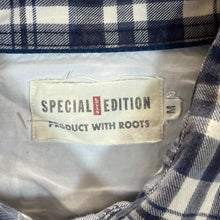 SPECIAL EDITION
PRODUCT WITH ROOTS
M